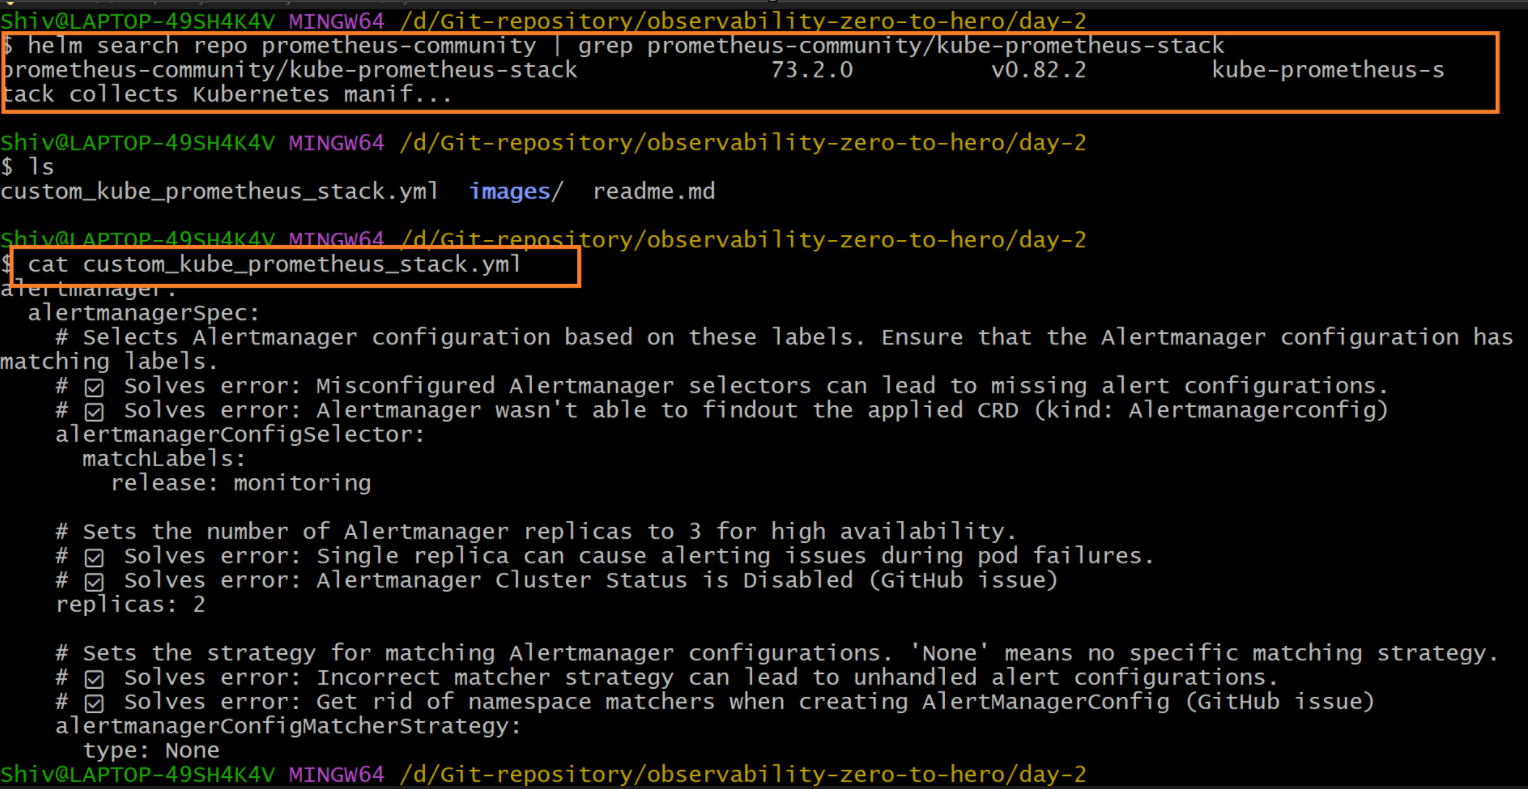 Shiv@LAPTOP-49SH4K4V MINGW64 /d/Git-repository/observability-zero-to-hero/day-2
$ helm search repo prometheus-community | grep prometheus-community/kube-prometheus-stack
prometheus-community/kube-prometheus-stack 73.2.0 v0.82.2 kube-prometheus-s
tack collects Kubernetes manif...
Shiv@LAPTOP-49SH4K4V MINGW64 /d/Git-repository/observability-zero-to-hero/day-2
$ ls
custom_kube_prometheus_stack.yml images/ readme.md
Shiv@LAPTOP-49SH4K4V MINGW64 /d/Git-repository/observability-zero-to-hero/day-2
$ cat custom_kube_prometheus_stack.yml
alertmanager:
  alertmanagerSpec:
    # Selects Alertmanager configuration based on these labels. Ensure that the Alertmanager configuration has
matching labels.
    # ☑ Solves error: Misconfigured Alertmanager selectors can lead to missing alert configurations.
    # ☑ Solves error: Alertmanager wasn't able to findout the applied CRD (kind: Alertmanagerconfig)
    alertmanagerConfigSelector:
      matchLabels:
        release: monitoring
    # Sets the number of Alertmanager replicas to 3 for high availability.
    # ☑ Solves error: Single replica can cause alerting issues during pod failures.
    # ☑ Solves error: Alertmanager Cluster Status is Disabled (GitHub issue)
    replicas: 2
    # Sets the strategy for matching Alertmanager configurations. 'None' means no specific matching strategy.
    # ☑ Solves error: Incorrect matcher strategy can lead to unhandled alert configurations.
    # ☑ Solves error: Get rid of namespace matchers when creating AlertManagerConfig (GitHub issue)
    alertmanagerConfigMatcherStrategy:
      type: None
Shiv@LAPTOP-49SH4K4V MINGW64 /d/Git-repository/observability-zero-to-hero/day-2